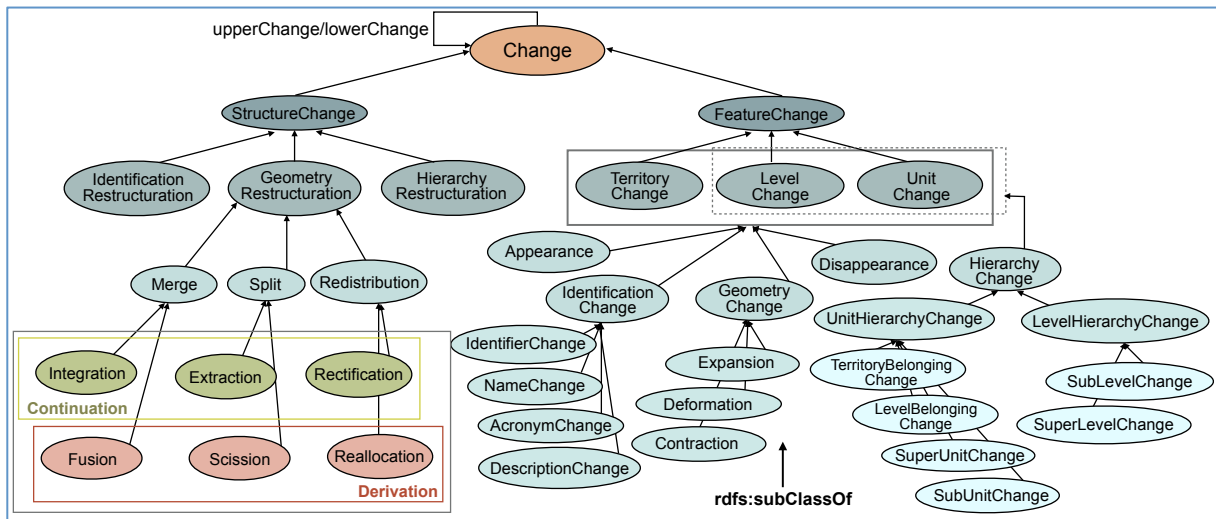 upperChange/lowerChange
Change
StructureChange
FeatureChange
Identification
Restructuration
Geometry
Restructuration
Hierarchy
Restructuration
Territory
Change
Level
Change
Unit
Change
Appearance
Disappearance
Hierarchy
Change
Merge
Split
Redistribution
Identification
Change
Geometry
Change
UnitHierarchyChange
LevelHierarchyChange
IdentifierChange
NameChange
AcronymChange
DescriptionChange
Expansion
Deformation
Contraction
TerritoryBelonging
Change
LevelBelonging
Change
SuperUnitChange
SubUnitChange
SubLevelChange
SuperLevelChange
Integration
Extraction
Rectification
Continuation
Fusion
Scission
Reallocation
Derivation
rdfs:subClassOf